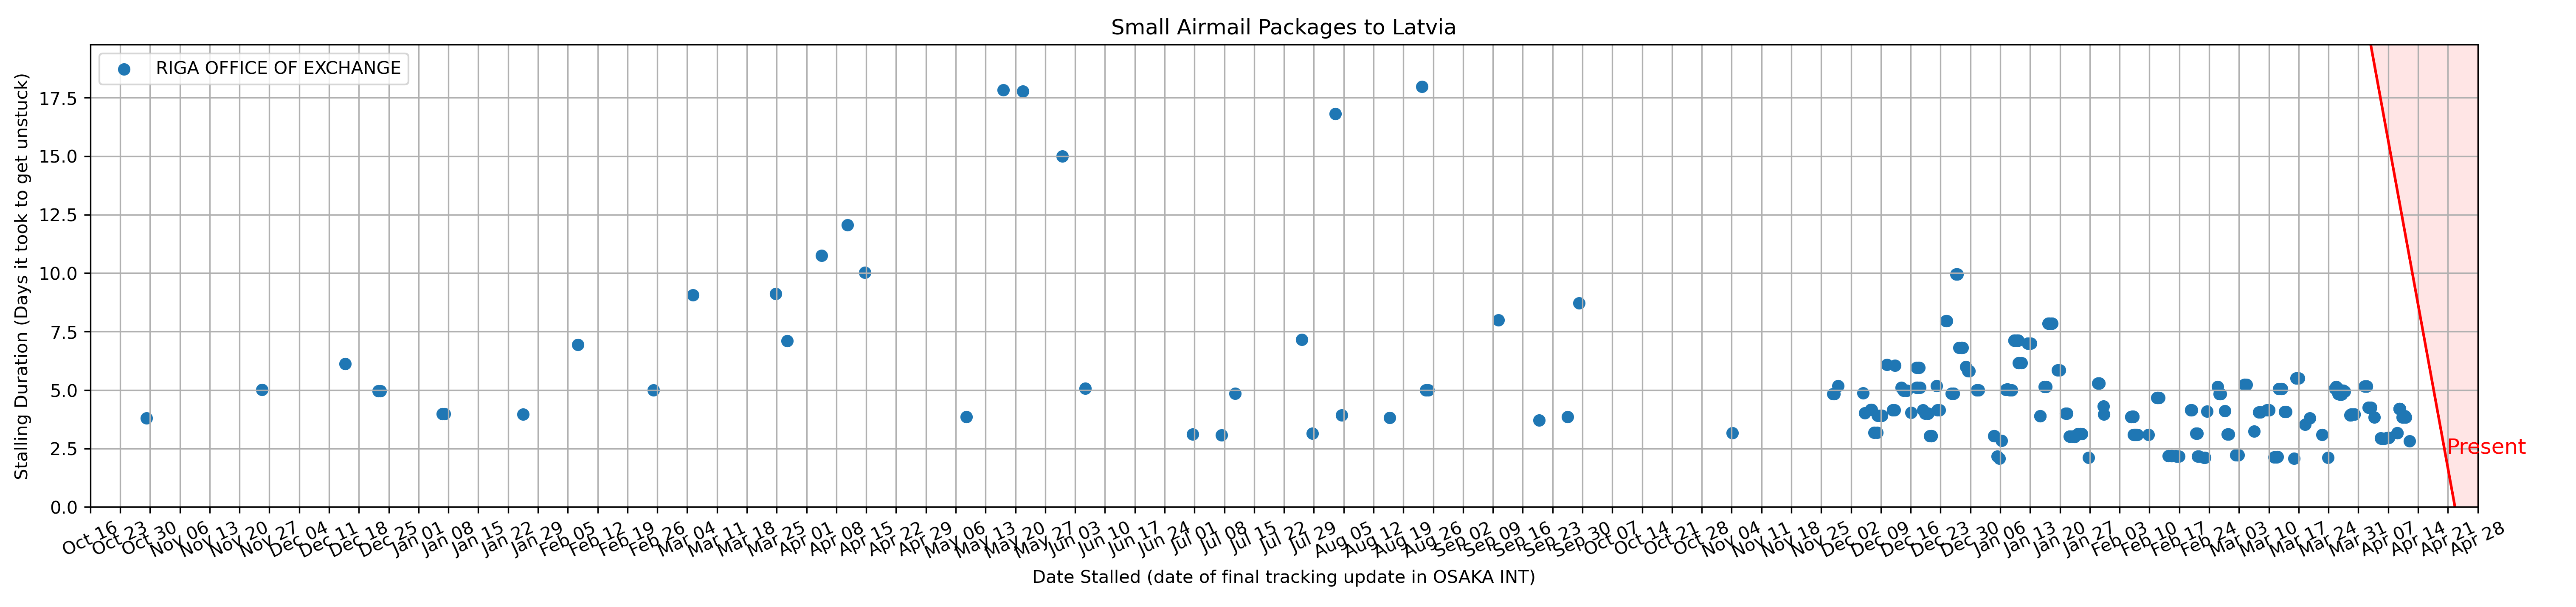 Small Airmail Packages to Latvia
RIGA OFFICE OF EXCHANGE
Stalling Duration (Days it took to get unstuck)
17.5
15.0
12.5
10.0
7.5
5.0
2.5
0.0
Present
Oct 16 Oct 23 Oct 30 Nov 06 Nov 13 Nov 20 Nov 27 Dec 04 Dec 11 Dec 18 Dec 25 Jan 01 Jan 08 Jan 15 Jan 22 Jan 29 Feb 05 Feb 12 Feb 19 Feb 26 Mar 04 Mar 11 Mar 18 Mar 25 Apr 01 Apr 08 Apr 15 Apr 22 Apr 29 May 06 May 13 May 20 May 27 Jun 03 Jun 10 Jun 17 Jun 24 Jul 01 Jul 08 Jul 15 Jul 22 Jul 29 Aug 05 Aug 12 Aug 19 Aug 26 Sep 02 Sep 09 Sep 16 Sep 23 Sep 30 Oct 07 Oct 14 Oct 21 Oct 28 Nov 04 Nov 11 Nov 18 Nov 25 Dec 02 Dec 09 Dec 16 Dec 23 Dec 30 Jan 06 Jan 13 Jan 20 Jan 27 Feb 03 Feb 10 Feb 17 Feb 24 Mar 03 Mar 10 Mar 17 Mar 24 Mar 31 Apr 07 Apr 14 Apr 21 Apr 28
Date Stalled (date of final tracking update in OSAKA INT)